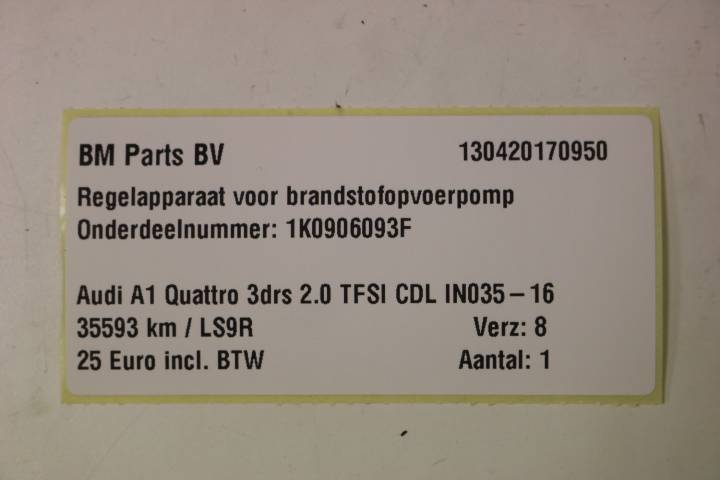 BM Parts BV 130420170950
Regelapparaat voor brandstofopvoerpomp
Onderdeelnummer: 1K0906093F
Audi A1 Quattro 3drs 2.0 TFSI CDL IN035-16
35593 km / LS9R Verz: 8
25 Euro incl. BTW Aantal: 1